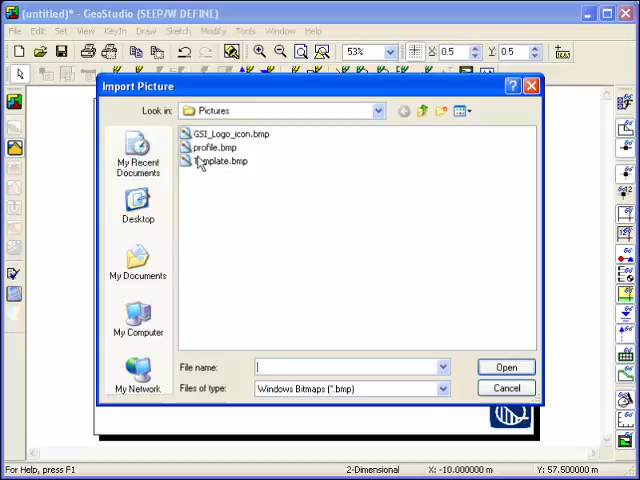 (untitled)* - GeoStudio (SEEP/W DEFINE)
File Edit Set View KeyIn Draw Sketch Modify Tools Window Help
53% X: 0.5 Y: 0.5
Import Picture
Look in: Pictures
GSI_Logo_icon.bmp
profile.bmp
My Recent
Documents
Desktop
My Documents
My Computer
My Network
File name: Open
Files of type: Windows Bitmaps (*.bmp) Cancel
For Help, press F1 2-Dimensional X: -10.000000 m Y: 57.500000 m